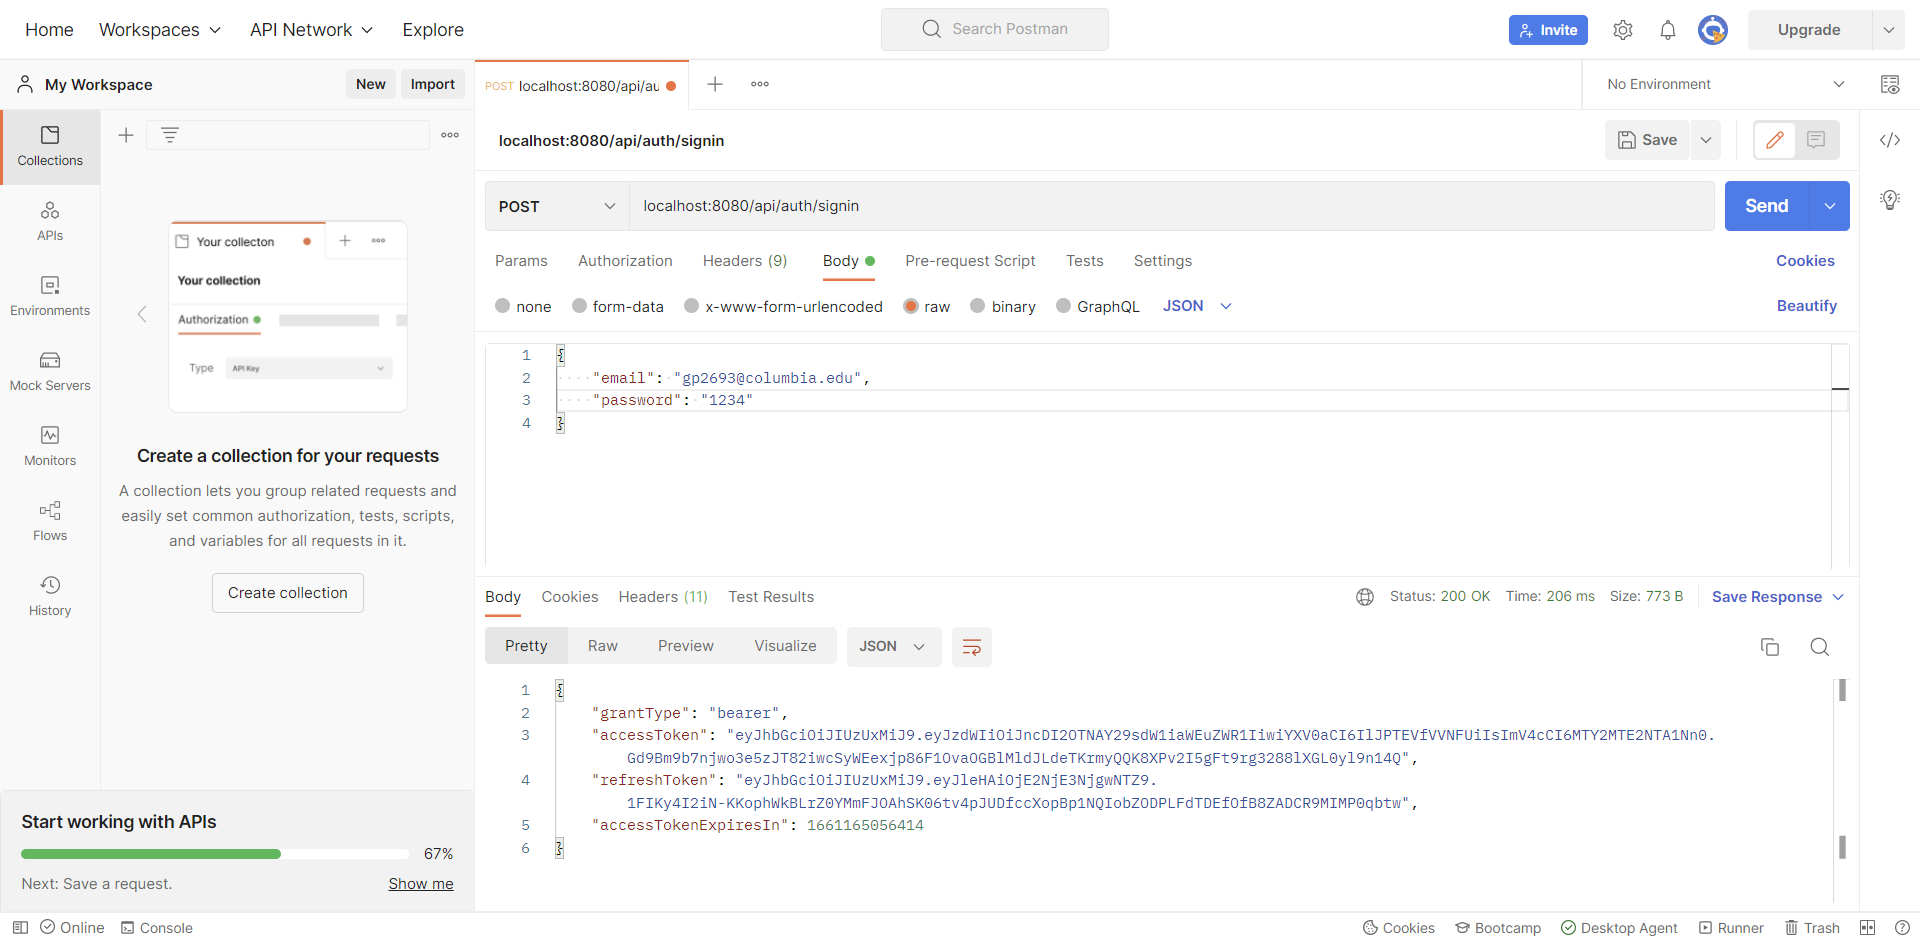 Home Workspaces API Network Explore Search Postman Invite Upgrade
My Workspace New Import POST localhost:8080/api/au No Environment
Collections
APIs
Environments
Mock Servers
Monitors
Flows
History
Your collecton
Your collection
Authorization
Type API Key
Create a collection for your requests
A collection lets you group related requests and
easily set common authorization, tests, scripts,
and variables for all requests in it.
Create collection
Start working with APIs
67%
Next: Save a request. Show me
localhost:8080/api/auth/signin Save
POST localhost:8080/api/auth/signin Send
Params Authorization Headers (9) Body Pre-request Script Tests Settings Cookies
none form-data x-www-form-urlencoded raw binary GraphQL JSON Beautify
1 {
2 "email": "gp2693@columbia.edu",
3 "password": "1234"
4 }
Body Cookies Headers (11) Test Results Status: 200 OK Time: 206 ms Size: 773 B Save Response
Pretty Raw Preview Visualize JSON
1 {
2 "grantType": "bearer",
3 "accessToken": "eyJhbGciOiJIUzUxMiJ9.eyJzdWIiOiJncDI2OTNAY29sdW1iaWEuZWR1IiwiYXV0aCI6IlJPTEVfVVNFUiIsImV4cCI6MTY2MTE2NTA1Nn0.
Gd9Bm9b7njwo3e5zJT82iwcSyWEexjp86F1OvaOGBlMldJLdeTKrmyQQK8XPv2I5gFt9rg3288lXGL0yl9n14Q",
4 "refreshToken": "eyJhbGciOiJIUzUxMiJ9.eyJleHAiOjE2NjE3NjgwNTZ9.
1FIKy4I2iN-KKophWkBLrZ0YMmFJOAhSK06tv4pJUDfccXopBp1NQIobZODPLFdTDEfOfB8ZADCR9MIMP0qbtw",
5 "accessTokenExpiresIn": 1661165056414
6 }
Online Console Cookies Bootcamp Desktop Agent Runner Trash